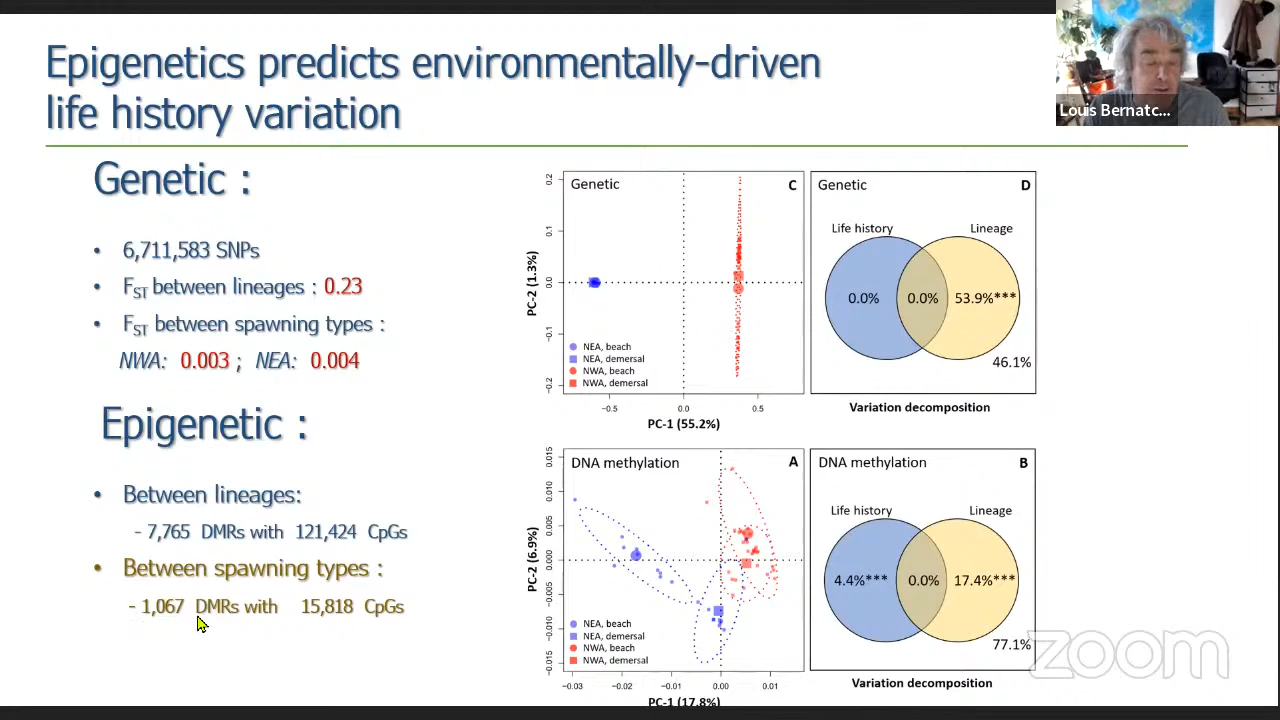 Epigenetics predicts environmentally-driven
life history variation
Louis Bernatc...
Genetic :
• 6,711,583 SNPs
• FST between lineages : 0.23
• FST between spawning types :
NWA: 0.003 ; NEA: 0.004
Epigenetic :
• Between lineages:
- 7,765 DMRs with 121,424 CpGs
• Between spawning types :
- 1,067 DMRs with 15,818 CpGs
Genetic C
PC-2 (1.3%)
0.2
0.1
0.0
−0.1
−0.2
NEA, beach
NEA, demersal
NWA, beach
NWA, demersal
−0.5 0.0 0.5
PC-1 (55.2%)
Genetic D
Life history Lineage
0.0% 0.0% 53.9%***
46.1%
Variation decomposition
DNA methylation A
PC-2 (6.9%)
0.015
0.010
0.005
0.000
−0.005
−0.010
−0.015
NEA, beach
NEA, demersal
NWA, beach
NWA, demersal
−0.03 −0.02 −0.01 0.00 0.01
PC-1 (17.8%)
DNA methylation B
Life history Lineage
4.4%*** 0.0% 17.4%***
77.1%
Variation decomposition
zoom